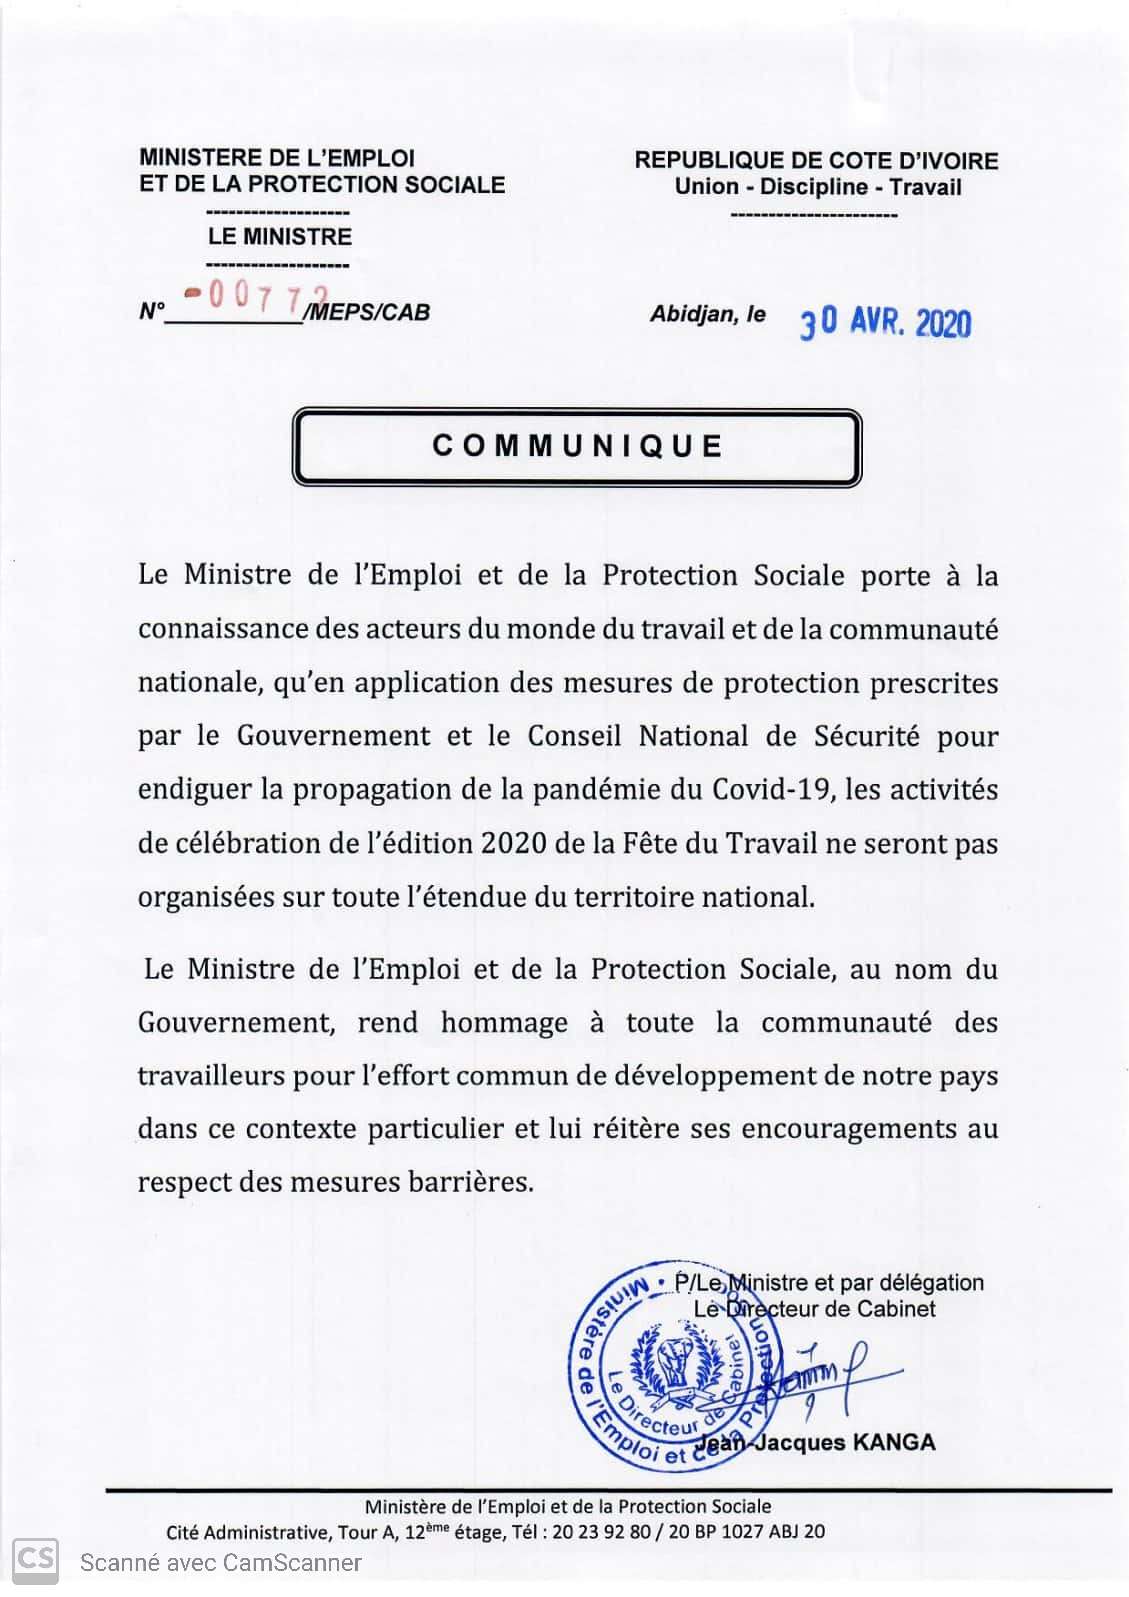 MINISTERE DE L'EMPLOI
ET DE LA PROTECTION SOCIALE
-------------------
LE MINISTRE
-------------------
N° -00772/MEPS/CAB
REPUBLIQUE DE COTE D'IVOIRE
Union - Discipline - Travail
----------------------
Abidjan, le 30 AVR. 2020
COMMUNIQUE
Le Ministre de l'Emploi et de la Protection Sociale porte à la
connaissance des acteurs du monde du travail et de la communauté
nationale, qu'en application des mesures de protection prescrites
par le Gouvernement et le Conseil National de Sécurité pour
endiguer la propagation de la pandémie du Covid-19, les activités
de célébration de l'édition 2020 de la Fête du Travail ne seront pas
organisées sur toute l'étendue du territoire national.
Le Ministre de l'Emploi et de la Protection Sociale, au nom du
Gouvernement, rend hommage à toute la communauté des
travailleurs pour l'effort commun de développement de notre pays
dans ce contexte particulier et lui réitère ses encouragements au
respect des mesures barrières.
P/Le Ministre et par délégation
Le Directeur de Cabinet
Ministère de l'Emploi et de la Protection
Le Directeur de Cabinet
Jean-Jacques KANGA
Ministère de l'Emploi et de la Protection Sociale
Cité Administrative, Tour A, 12ème étage, Tél : 20 23 92 80 / 20 BP 1027 ABJ 20
CS Scanné avec CamScanner